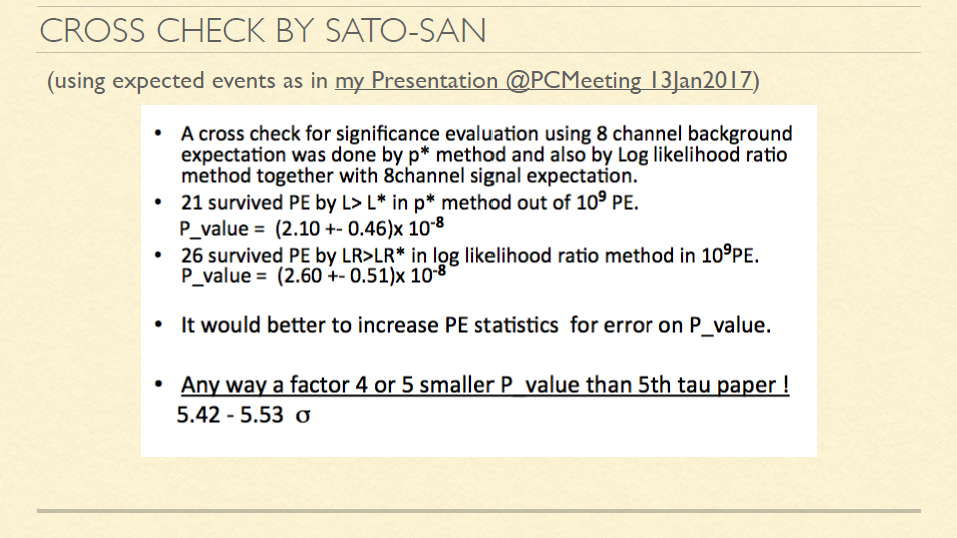 CROSS CHECK BY SATO-SAN
(using expected events as in my Presentation @PCMeeting 13Jan2017)
• A cross check for significance evaluation using 8 channel background
expectation was done by p* method and also by Log likelihood ratio
method together with 8channel signal expectation.
• 21 survived PE by L> L* in p* method out of 10⁹ PE.
P_value = (2.10 +- 0.46)x 10⁻⁸
• 26 survived PE by LR>LR* in log likelihood ratio method in 10⁹PE.
P_value = (2.60 +- 0.51)x 10⁻⁸
• It would better to increase PE statistics for error on P_value.
• Any way a factor 4 or 5 smaller P_value than 5th tau paper !
5.42 - 5.53 σ